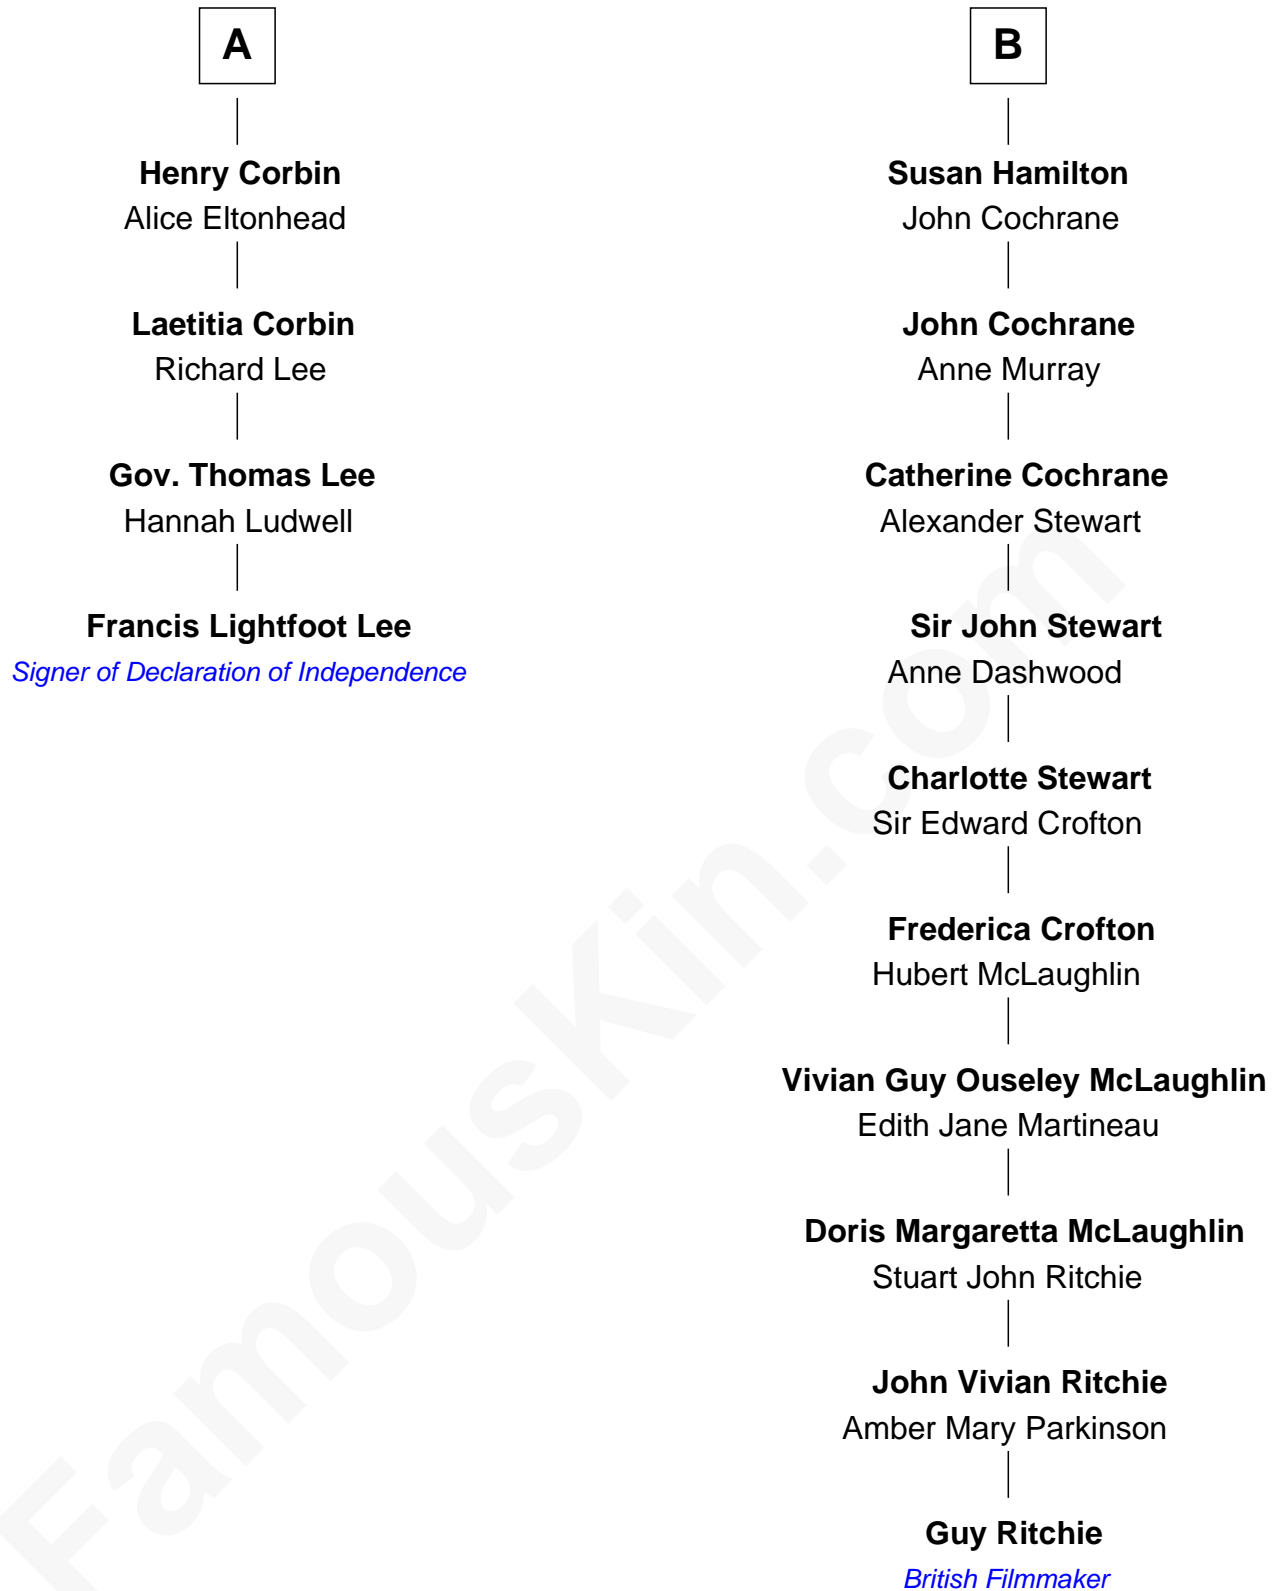 A
Henry Corbin
Alice Eltonhead
Laetitia Corbin
Richard Lee
Gov. Thomas Lee
Hannah Ludwell
Francis Lightfoot Lee
Signer of Declaration of Independence
B
Susan Hamilton
John Cochrane
John Cochrane
Anne Murray
Catherine Cochrane
Alexander Stewart
Sir John Stewart
Anne Dashwood
Charlotte Stewart
Sir Edward Crofton
Frederica Crofton
Hubert McLaughlin
Vivian Guy Ouseley McLaughlin
Edith Jane Martineau
Doris Margaretta McLaughlin
Stuart John Ritchie
John Vivian Ritchie
Amber Mary Parkinson
Guy Ritchie
British Filmmaker
FamousKin.com